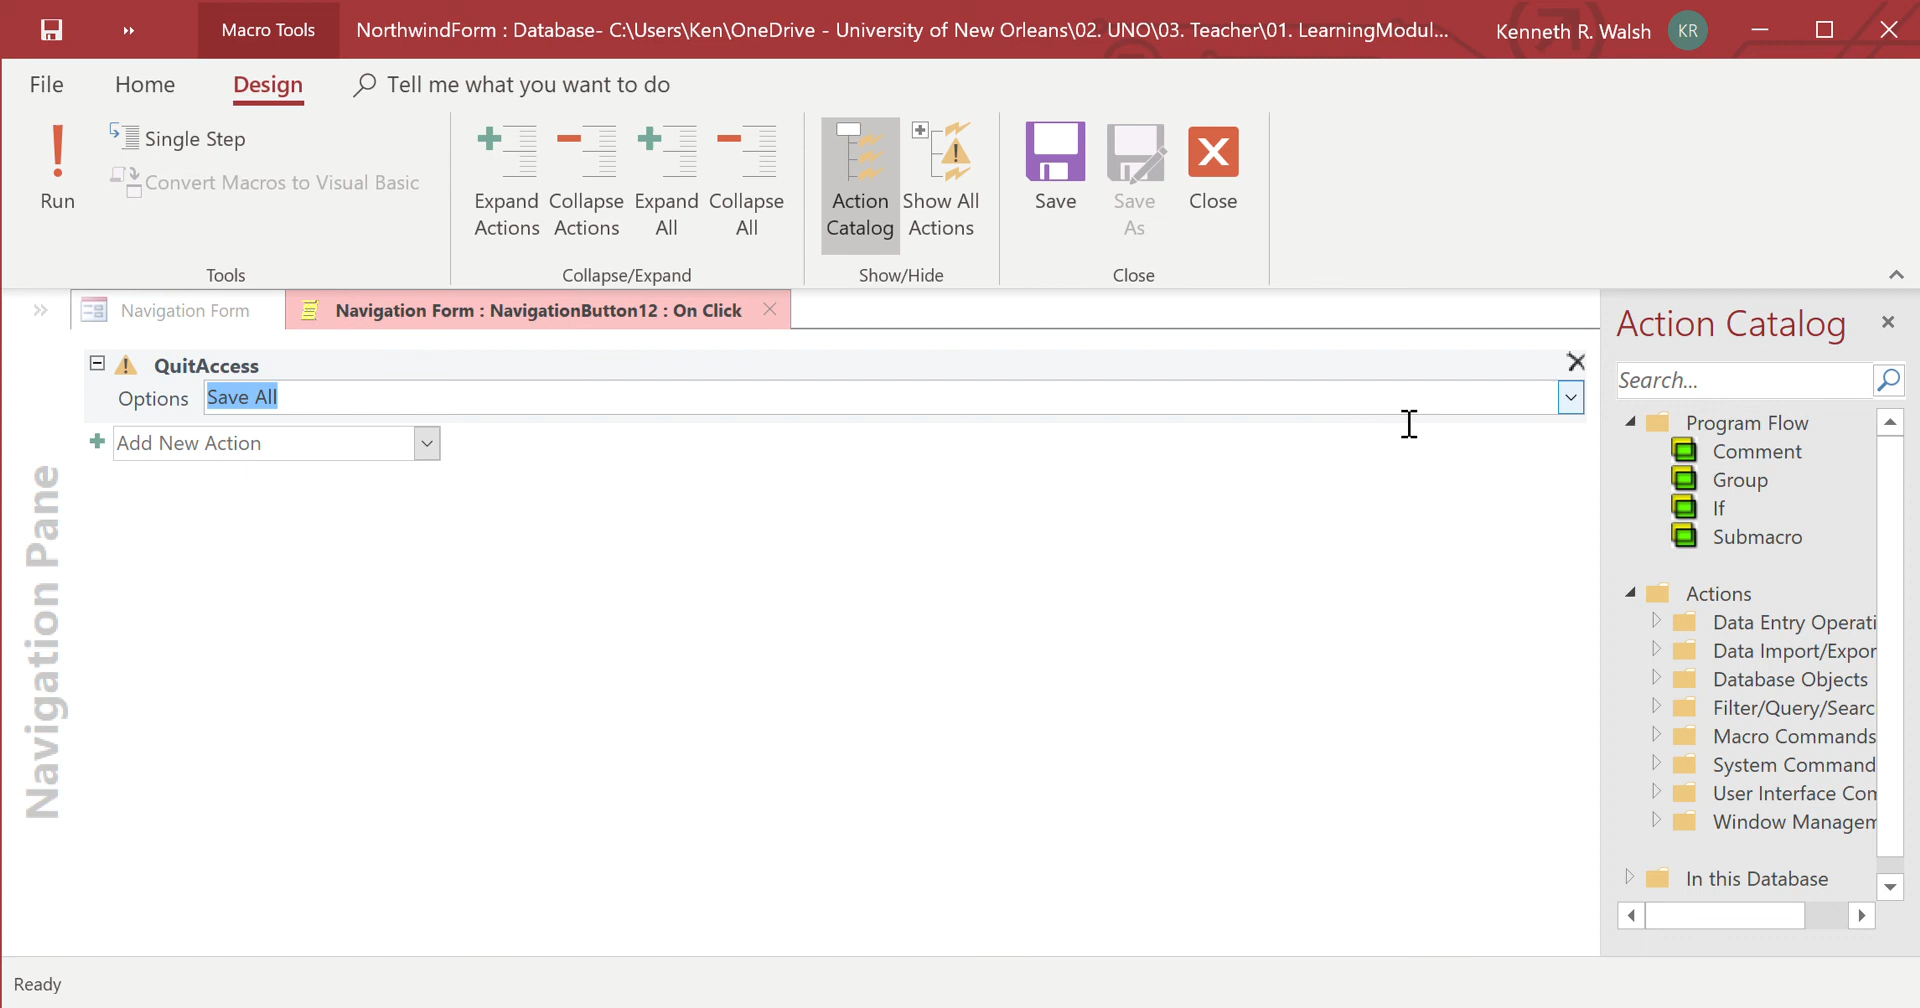 Macro Tools
NorthwindForm : Database- C:\Users\Ken\OneDrive - University of New Orleans\02. UNO\03. Teacher\01. LearningModul...
Kenneth R. Walsh
KR
File
Home
Design
Tell me what you want to do
Run
Single Step
Convert Macros to Visual Basic
Tools
Expand Actions
Collapse Actions
Expand All
Collapse All
Collapse/Expand
Action Catalog
Show All Actions
Show/Hide
Save
Save As
Close
Close
Navigation Form
Navigation Form : NavigationButton12 : On Click
QuitAccess
Options
Save All
Add New Action
Navigation Pane
Action Catalog
Search...
Program Flow
Comment
Group
If
Submacro
Actions
Data Entry Operati
Data Import/Expor
Database Objects
Filter/Query/Searc
Macro Commands
System Command
User Interface Con
Window Managem
In this Database
Ready